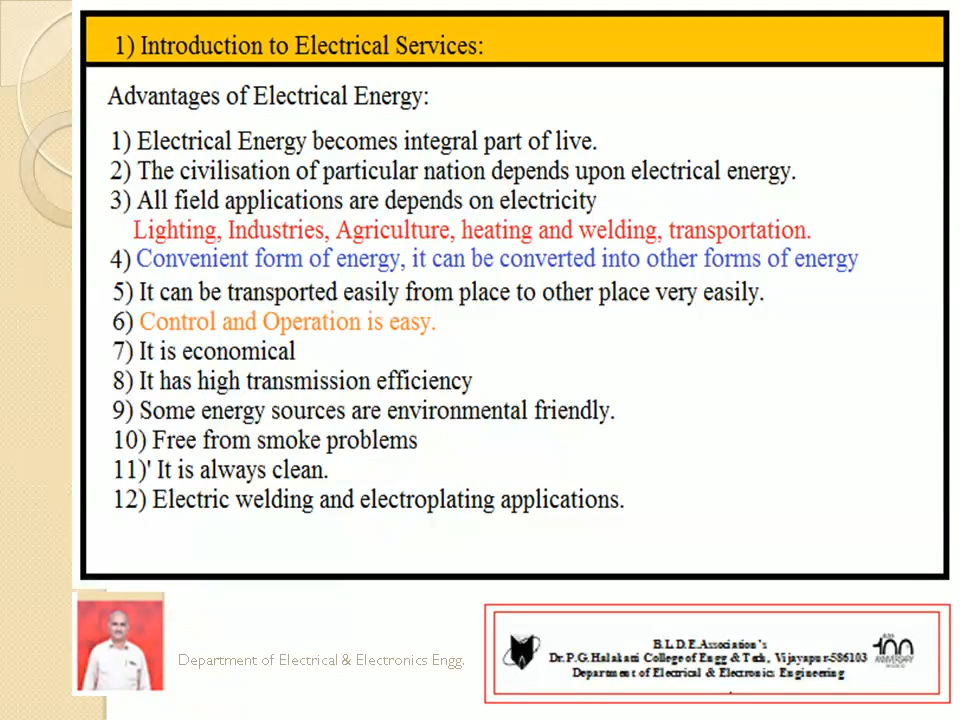 1) Introduction to Electrical Services:
Advantages of Electrical Energy:
1) Electrical Energy becomes integral part of live.
2) The civilisation of particular nation depends upon electrical energy.
3) All field applications are depends on electricity
Lighting, Industries, Agriculture, heating and welding, transportation.
4) Convenient form of energy, it can be converted into other forms of energy
5) It can be transported easily from place to other place very easily.
6) Control and Operation is easy.
7) It is economical
8) It has high transmission efficiency
9) Some energy sources are environmental friendly.
10) Free from smoke problems
11)' It is always clean.
12) Electric welding and electroplating applications.
Department of Electrical & Electronics Engg.
B.L.D.E.Association's
Dr.P.G.Halakatti College of Engg & Tech, Vijayapur-586103
Department of Electrical & Electronics Engineering
100
ANNIVERSARY